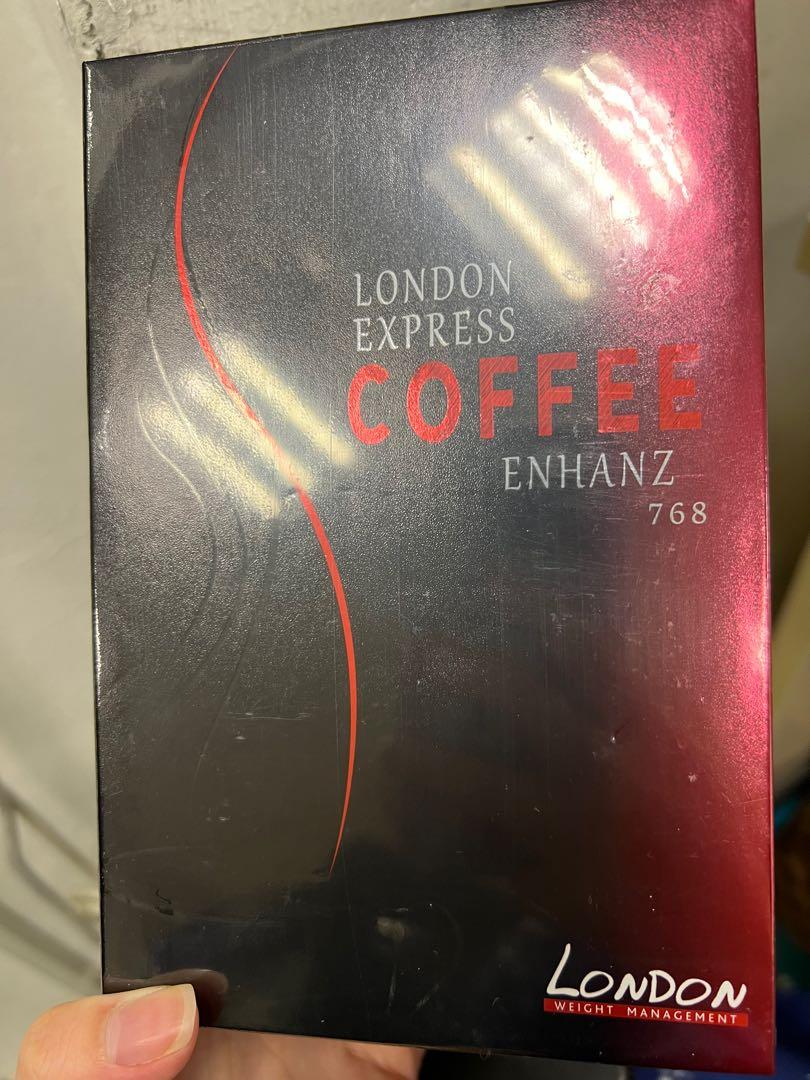 LONDON
EXPRESS
COFFEE
ENHANZ
768
LONDON
WEIGHT MANAGEMENT